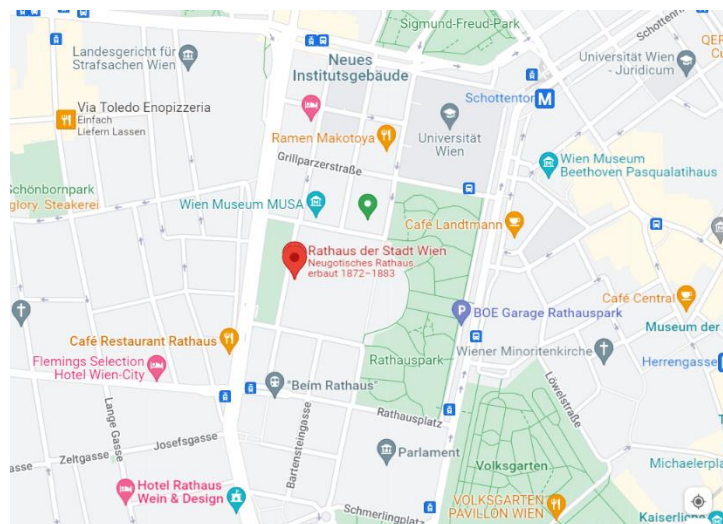 Sigmund-Freud-Park
Schottenring
Landesgericht für
Strafsachen Wien
Neues
Institutsgebäude
Universität Wien
- Juridicum
Via Toledo Enopizzeria
Einfach
Liefern Lassen
Schottentor
M
Ramen Makotoya
Universität
Wien
Grillparzerstraße
Wien Museum
Beethoven Pasqualatihaus
Schönbornpark
glory. Steakerei
Wien Museum MUSA
Café Landtmann
Rathaus der Stadt Wien
Neugotisches Rathaus,
erbaut 1872–1883
Café Central
P
BOE Garage Rathauspark
Museum der
Café Restaurant Rathaus
Rathauspark
Wiener Minoritenkirche
Herrengasse
Flemings Selection
Hotel Wien-City
"Beim Rathaus"
Löwelstraße
Lange Gasse
Rathausplatz
Bartensteingasse
Josefsgasse
Zeltgasse
Parlament
Volksgarten
Michaelerpl
Hotel Rathaus
Wein & Design
VOLKSGARTEN
PAVILLON WIEN
Schmerlingplatz
Kaiserliche